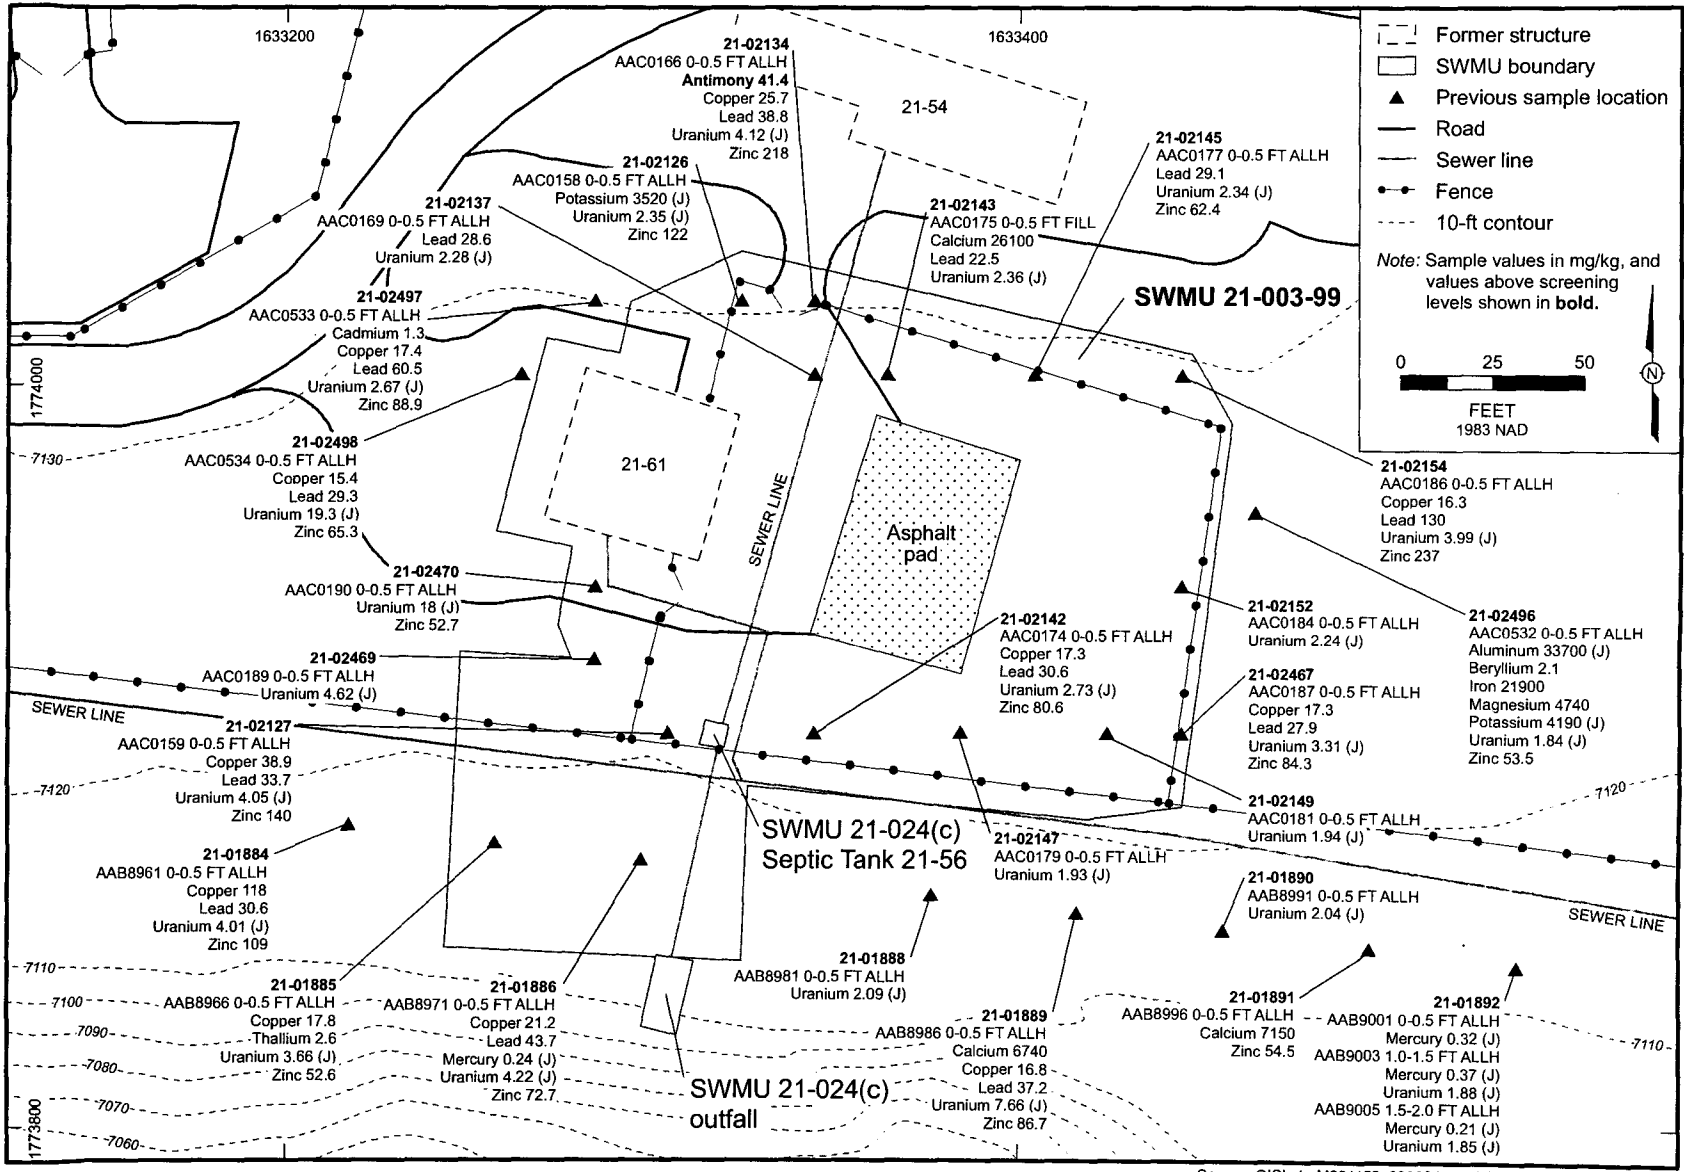 1633200
1633400
1774000
1773800
Former structure
SWMU boundary
Previous sample location
Road
Sewer line
Fence
10-ft contour
Note: Sample values in mg/kg, and
values above screening
levels shown in bold.
0 25 50
FEET
1983 NAD
N
21-02134
AAC0166 0-0.5 FT ALLH
Antimony 41.4
Copper 25.7
Lead 38.8
Uranium 4.12 (J)
Zinc 218
21-54
21-02145
AAC0177 0-0.5 FT ALLH
Lead 29.1
Uranium 2.34 (J)
Zinc 62.4
21-02126
AAC0158 0-0.5 FT ALLH
Potassium 3520 (J)
Uranium 2.35 (J)
Zinc 122
21-02137
AAC0169 0-0.5 FT ALLH
Lead 28.6
Uranium 2.28 (J)
21-02143
AAC0175 0-0.5 FT FILL
Calcium 26100
Lead 22.5
Uranium 2.36 (J)
SWMU 21-003-99
21-02497
AAC0533 0-0.5 FT ALLH
Cadmium 1.3
Copper 17.4
Lead 60.5
Uranium 2.67 (J)
Zinc 88.9
21-02498
AAC0534 0-0.5 FT ALLH
Copper 15.4
Lead 29.3
Uranium 19.3 (J)
Zinc 65.3
7130
21-61
SEWER LINE
Asphalt
pad
21-02154
AAC0186 0-0.5 FT ALLH
Copper 16.3
Lead 130
Uranium 3.99 (J)
Zinc 237
21-02470
AAC0190 0-0.5 FT ALLH
Uranium 18 (J)
Zinc 52.7
21-02142
AAC0174 0-0.5 FT ALLH
Copper 17.3
Lead 30.6
Uranium 2.73 (J)
Zinc 80.6
21-02152
AAC0184 0-0.5 FT ALLH
Uranium 2.24 (J)
21-02496
AAC0532 0-0.5 FT ALLH
Aluminum 33700 (J)
Beryllium 2.1
Iron 21900
Magnesium 4740
Potassium 4190 (J)
Uranium 1.84 (J)
Zinc 53.5
21-02469
AAC0189 0-0.5 FT ALLH
Uranium 4.62 (J)
21-02467
AAC0187 0-0.5 FT ALLH
Copper 17.3
Lead 27.9
Uranium 3.31 (J)
Zinc 84.3
SEWER LINE
21-02127
AAC0159 0-0.5 FT ALLH
Copper 38.9
Lead 33.7
Uranium 4.05 (J)
Zinc 140
7120
7120
21-02149
AAC0181 0-0.5 FT ALLH
Uranium 1.94 (J)
SWMU 21-024(c)
Septic Tank 21-56
21-02147
AAC0179 0-0.5 FT ALLH
Uranium 1.93 (J)
21-01884
AAB8961 0-0.5 FT ALLH
Copper 118
Lead 30.6
Uranium 4.01 (J)
Zinc 109
21-01890
AAB8991 0-0.5 FT ALLH
Uranium 2.04 (J)
SEWER LINE
21-01888
AAB8981 0-0.5 FT ALLH
Uranium 2.09 (J)
7110
7100
7090
7080
7070
7060
21-01885
AAB8966 0-0.5 FT ALLH
Copper 17.8
Thallium 2.6
Uranium 3.66 (J)
Zinc 52.6
21-01886
AAB8971 0-0.5 FT ALLH
Copper 21.2
Lead 43.7
Mercury 0.24 (J)
Uranium 4.22 (J)
Zinc 72.7
SWMU 21-024(c)
outfall
21-01889
AAB8986 0-0.5 FT ALLH
Calcium 6740
Copper 16.8
Lead 37.2
Uranium 7.66 (J)
Zinc 86.7
21-01891
AAB8996 0-0.5 FT ALLH
Calcium 7150
Zinc 54.5
21-01892
AAB9001 0-0.5 FT ALLH
Mercury 0.32 (J)
AAB9003 1.0-1.5 FT ALLH
Mercury 0.37 (J)
Uranium 1.88 (J)
AAB9005 1.5-2.0 FT ALLH
Mercury 0.21 (J)
Uranium 1.85 (J)
7110